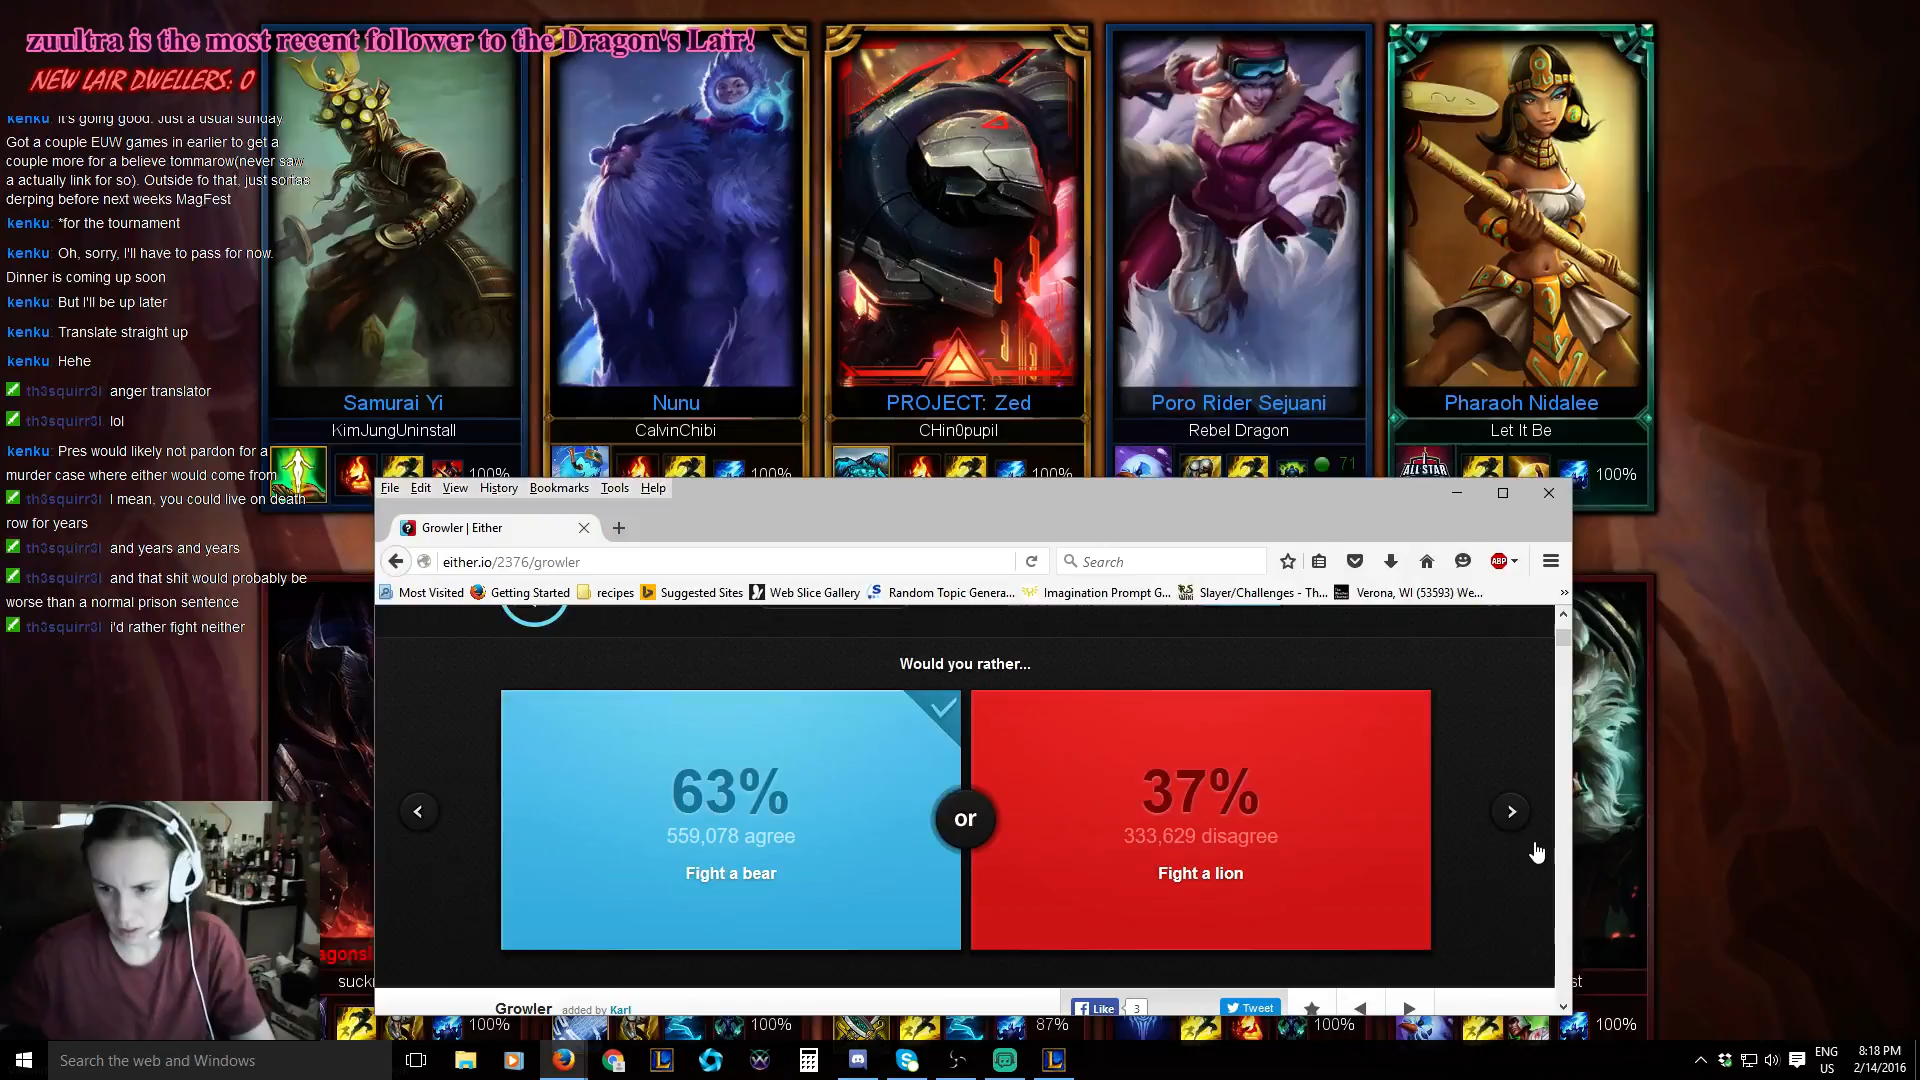 zuultra is the most recent follower to the Dragon's Lair!
NEW LAIR DWELLERS: 0
kenku: It's going good. Just a usual sunday
Got a couple EUW games in earlier to get a
couple more for a believe tommarow(never saw
a actually link for so). Outside fo that, just sortas
derping before next weeks MagFest
kenku: *for the tournament
kenku: Oh, sorry, I'll have to pass for now.
Dinner is coming up soon
kenku: But I'll be up later
kenku: Translate straight up
kenku: Hehe
th3squirr3l: anger translator
th3squirr3l: lol
kenku: Pres would likely not pardon for a
murder case where either would come from
th3squirr3l: I mean, you could live on death
row for years
th3squirr3l: and years and years
th3squirr3l: and that shit would probably be
worse than a normal prison sentence
th3squirr3l: i'd rather fight neither
Samurai Yi
KimJungUninstall
100%
Nunu
CalvinChibi
100%
PROJECT: Zed
CHin0pupil
100%
Poro Rider Sejuani
Rebel Dragon
71
Pharaoh Nidalee
Let It Be
ALL STAR
100%
File Edit View History Bookmarks Tools Help
Growler | Either
either.io/2376/growler
Search
ABP
Most Visited Getting Started recipes Suggested Sites Web Slice Gallery Random Topic Genera... Imagination Prompt G... Slayer/Challenges - Th... Verona, WI (53593) We...
Would you rather...
63%
559,078 agree
Fight a bear
or
37%
333,629 disagree
Fight a lion
Growler added by Karl
Like 3
Tweet
100%
100%
87%
100%
100%
Search the web and Windows
ENG
US
8:18 PM
2/14/2016